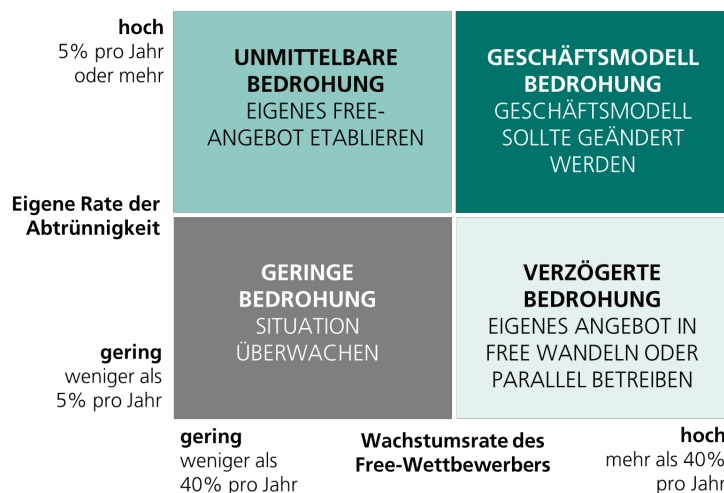 hoch
5% pro Jahr
oder mehr
UNMITTELBARE
BEDROHUNG
EIGENES FREE-
ANGEBOT ETABLIEREN
GESCHÄFTSMODELL
BEDROHUNG
GESCHÄFTSMODELL
SOLLTE GEÄNDERT
WERDEN
Eigene Rate der
Abtrünnigkeit
GERINGE
BEDROHUNG
SITUATION
ÜBERWACHEN
VERZÖGERTE
BEDROHUNG
EIGENES ANGEBOT IN
FREE WANDELN ODER
PARALLEL BETREIBEN
gering
weniger als
5% pro Jahr
gering
weniger als
40% pro Jahr
Wachstumsrate des
Free-Wettbewerbers
hoch
mehr als 40%
pro Jahr